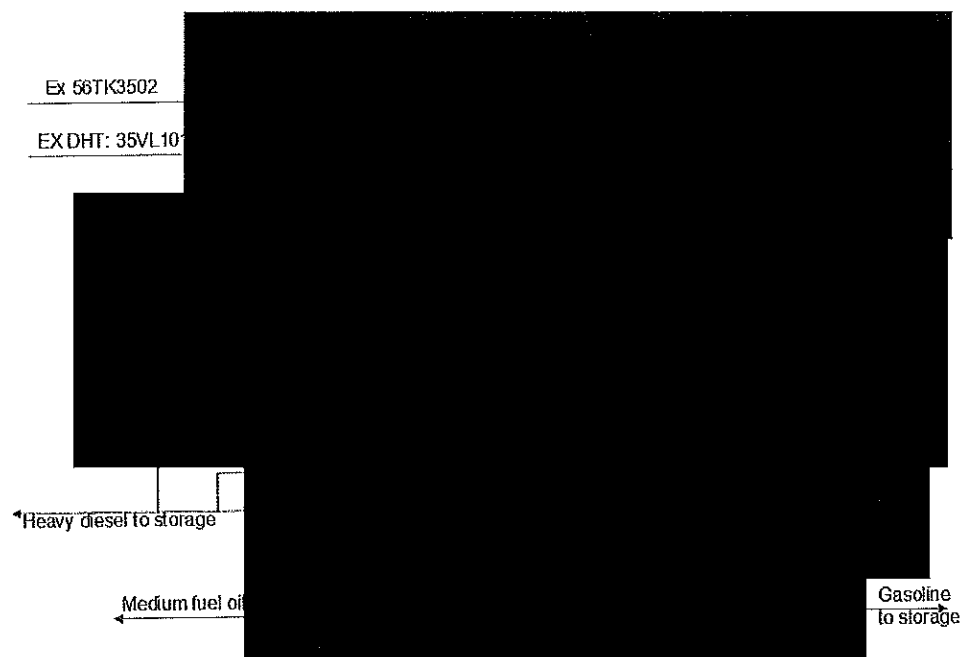 Ex 56TK3502
EX DHT: 35VL101
Heavy diesel to storage
Medium fuel oil
Gasoline
to storage